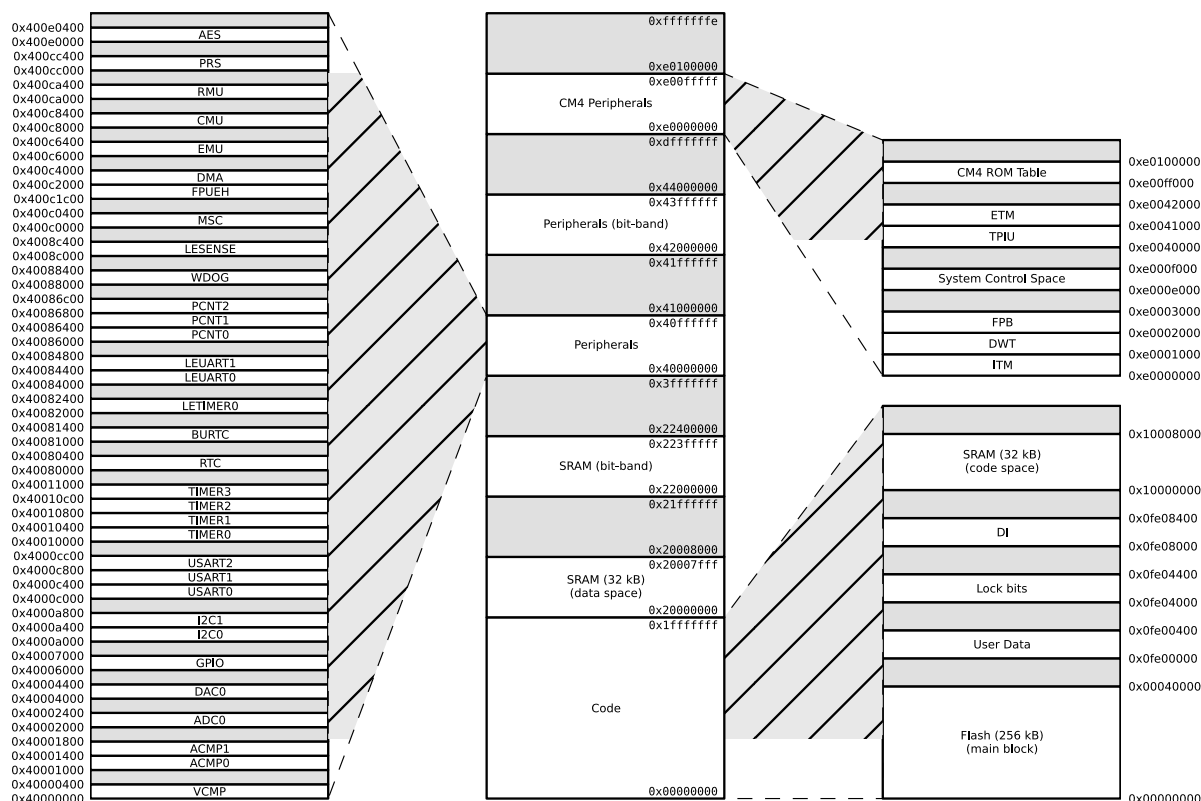 0x400e0400
AES
0x400e0000
0x400cc400
PRS
0x400cc000
0x400ca400
RMU
0x400ca000
0x400c8400
CMU
0x400c8000
0x400c6400
EMU
0x400c6000
0x400c4000
DMA
0x400c2000
FPUEH
0x400c1c00
0x400c0400
MSC
0x400c0000
0x4008c400
LESENSE
0x4008c000
0x40088400
WDOG
0x40088000
0x40086c00
PCNT2
0x40086800
PCNT1
0x40086400
PCNT0
0x40086000
0x40084800
LEUART1
0x40084400
LEUART0
0x40084000
0x40082400
LETIMER0
0x40082000
0x40081400
BURTC
0x40081000
0x40080400
RTC
0x40080000
0x40011000
TIMER3
0x40010c00
TIMER2
0x40010800
TIMER1
0x40010400
TIMER0
0x40010000
0x4000cc00
USART2
0x4000c800
USART1
0x4000c400
USART0
0x4000c000
0x4000a800
I2C1
0x4000a400
I2C0
0x4000a000
0x40007000
GPIO
0x40006000
0x40004400
DAC0
0x40004000
0x40002400
ADC0
0x40002000
0x40001800
ACMP1
0x40001400
ACMP0
0x40001000
0x40000400
VCMP
0x40000000
0xfffffffe
0xe0100000
0xe00fffff
CM4 Peripherals
0xe0000000
0xdfffffff
0x44000000
0x43ffffff
Peripherals (bit-band)
0x42000000
0x41ffffff
0x41000000
0x40ffffff
Peripherals
0x40000000
0x3fffffff
0x22400000
0x223fffff
SRAM (bit-band)
0x22000000
0x21ffffff
0x20008000
0x20007fff
SRAM (32 kB)
(data space)
0x20000000
0x1fffffff
Code
0x00000000
0xe0100000
CM4 ROM Table
0xe00ff000
0xe0042000
ETM
0xe0041000
TPIU
0xe0040000
0xe000f000
System Control Space
0xe000e000
0xe0003000
FPB
0xe0002000
DWT
0xe0001000
ITM
0xe0000000
0x10008000
SRAM (32 kB)
(code space)
0x10000000
0x0fe08400
DI
0x0fe08000
0x0fe04400
Lock bits
0x0fe04000
0x0fe00400
User Data
0x0fe00000
0x00040000
Flash (256 kB)
(main block)
0x00000000